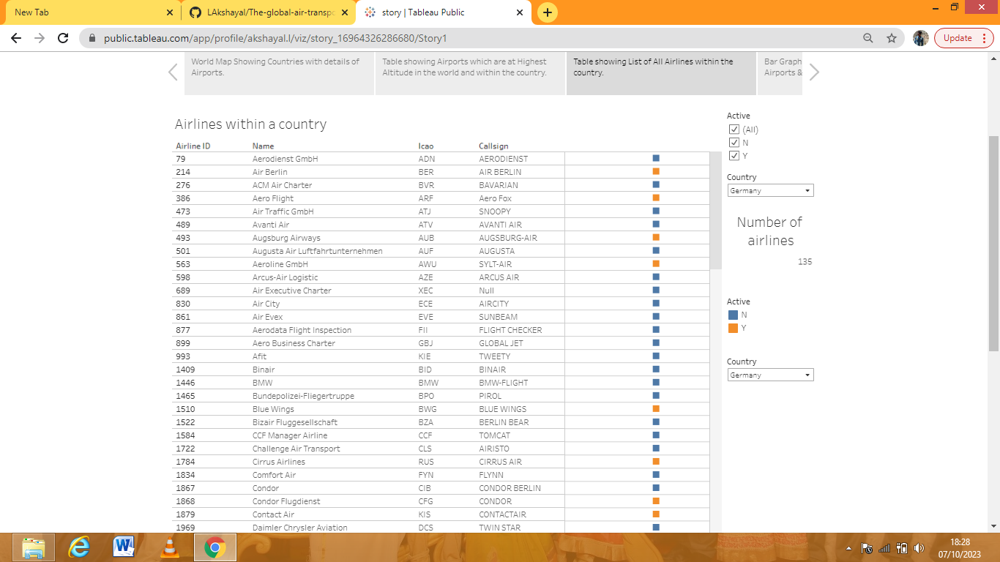 New Tab
LAkshayal/The-global-air-transpo
story | Tableau Public
public.tableau.com/app/profile/akshayal.l/viz/story_16964326286680/Story1
Update
World Map Showing Countries with details of
Airports.
Table showing Airports which are at Highest
Altitude in the world and within the country.
Table showing List of All Airlines within the
country.
Bar Graph
Airports &
Airlines within a country
Airline ID Name Icao Callsign
79 Aerodienst GmbH ADN AERODIENST
214 Air Berlin BER AIR BERLIN
276 ACM Air Charter BVR BAVARIAN
386 Aero Flight ARF Aero Fox
473 Air Traffic GmbH ATJ SNOOPY
489 Avanti Air ATV AVANTI AIR
493 Augsburg Airways AUB AUGSBURG-AIR
501 Augusta Air Luftfahrtunternehmen AUF AUGUSTA
563 Aeroline GmbH AWU SYLT-AIR
598 Arcus-Air Logistic AZE ARCUS AIR
689 Air Executive Charter XEC Null
830 Air City ECE AIRCITY
861 Air Evex EVE SUNBEAM
877 Aerodata Flight Inspection FII FLIGHT CHECKER
899 Aero Business Charter GBJ GLOBAL JET
993 Afit KIE TWEETY
1409 Binair BID BINAIR
1446 BMW BMW BMW-FLIGHT
1465 Bundepolizei-Fliegertruppe BPO PIROL
1510 Blue Wings BWG BLUE WINGS
1522 Bizair Fluggesellschaft BZA BERLIN BEAR
1584 CCF Manager Airline CCF TOMCAT
1722 Challenge Air Transport CLS AIRISTO
1784 Cirrus Airlines RUS CIRRUS AIR
1834 Comfort Air FYN FLYNN
1867 Condor CIB CONDOR BERLIN
1868 Condor Flugdienst CFG CONDOR
1879 Contact Air KIS CONTACTAIR
1969 Daimler Chrysler Aviation DCS TWIN STAR
Active
(All)
N
Y
Country
Germany
Number of
airlines
135
Active
N
Y
Country
Germany
18:28
07/10/2023